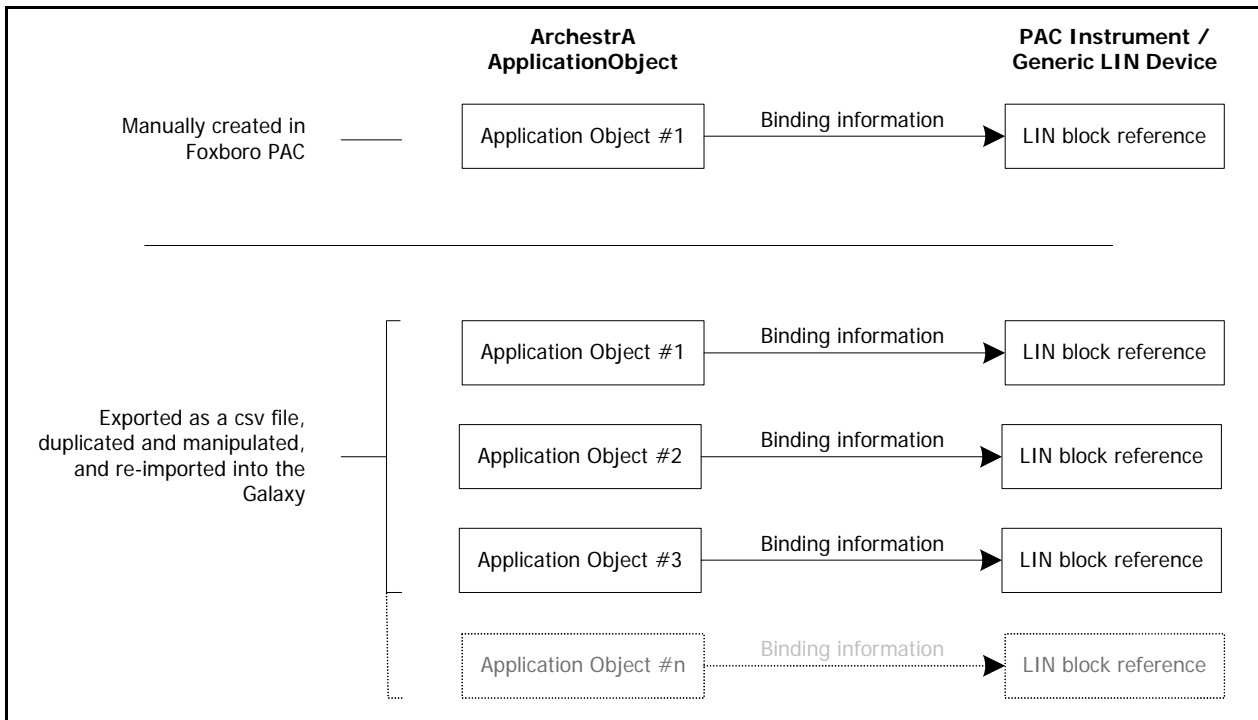 ArchestrA
ApplicationObject
PAC Instrument /
Generic LIN Device
Manually created in
Foxboro PAC
Application Object #1
Binding information
LIN block reference
Exported as a csv file,
duplicated and manipulated,
and re-imported into the
Galaxy
Application Object #1
Binding information
LIN block reference
Application Object #2
Binding information
LIN block reference
Application Object #3
Binding information
LIN block reference
Application Object #n
Binding information
LIN block reference